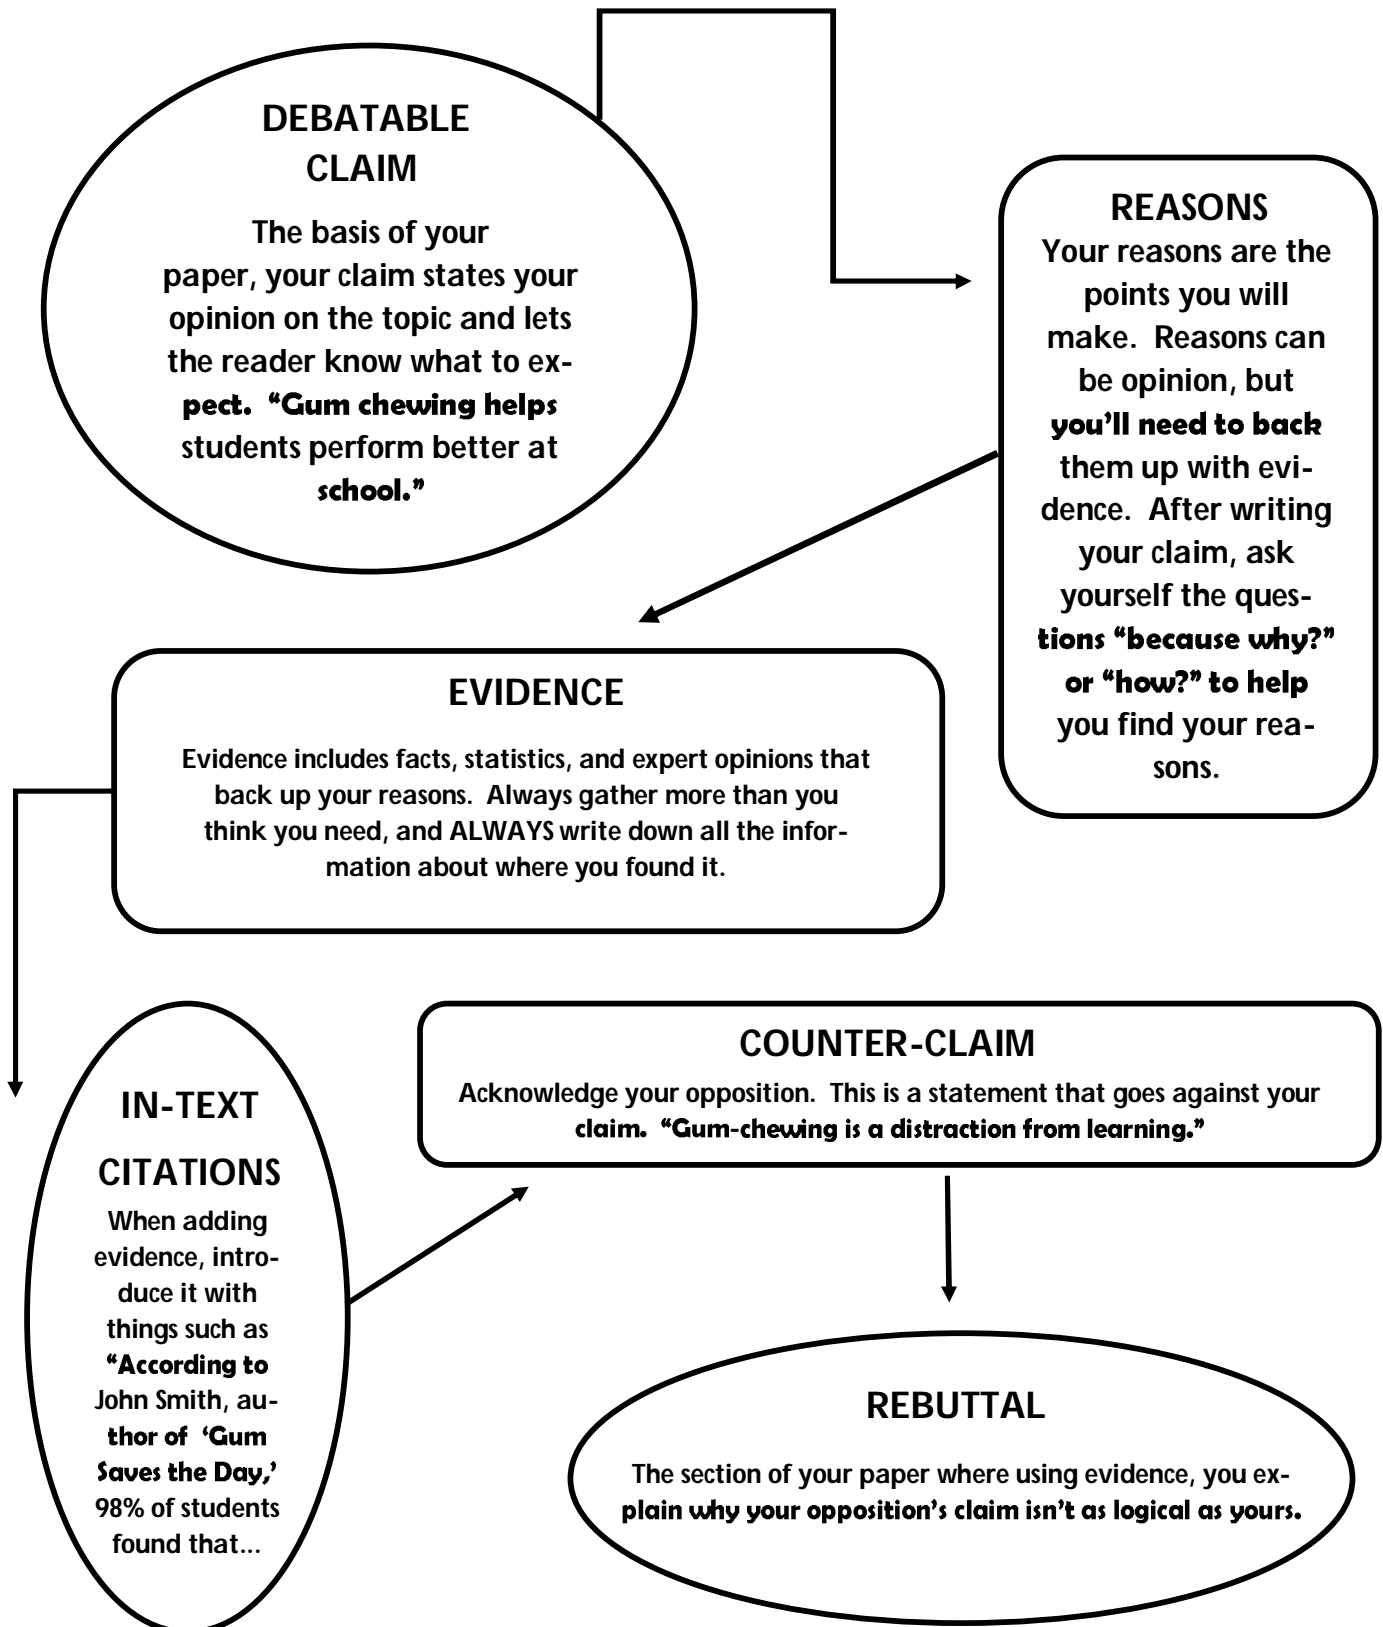 DEBATABLE
CLAIM
The basis of your
paper, your claim states your
opinion on the topic and lets
the reader know what to ex-
pect.  “Gum chewing helps
students perform better at
school.”
REASONS
Your reasons are the
points you will
make.  Reasons can
be opinion, but
you’ll need to back
them up with evi-
dence.  After writing
your claim, ask
yourself the ques-
tions “because why?”
or “how?” to help
you find your rea-
sons.
EVIDENCE
Evidence includes facts, statistics, and expert opinions that
back up your reasons.  Always gather more than you
think you need, and ALWAYS write down all the infor-
mation about where you found it.
IN-TEXT
CITATIONS
When adding
evidence, intro-
duce it with
things such as
“According to
John Smith, au-
thor of  ‘Gum
Saves the Day,’
98% of students
found that...
COUNTER-CLAIM
Acknowledge your opposition.  This is a statement that goes against your
claim.  “Gum-chewing is a distraction from learning.”
REBUTTAL
The section of your paper where using evidence, you ex-
plain why your opposition’s claim isn’t as logical as yours.